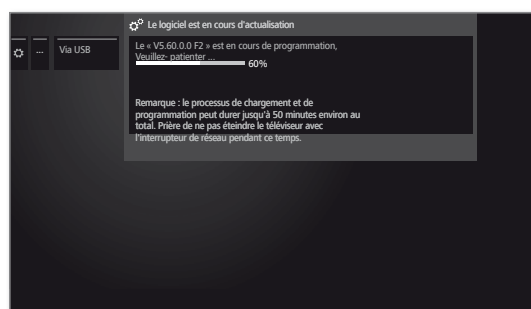 Le logiciel est en cours d'actualisation
... Via USB
Le « V5.60.0.0 F2 » est en cours de programmation,
Veuillez- patienter ...
60%
Remarque : le processus de chargement et de
programmation peut durer jusqu'à 50 minutes environ au
total. Prière de ne pas éteindre le téléviseur avec
l'interrupteur de réseau pendant ce temps.